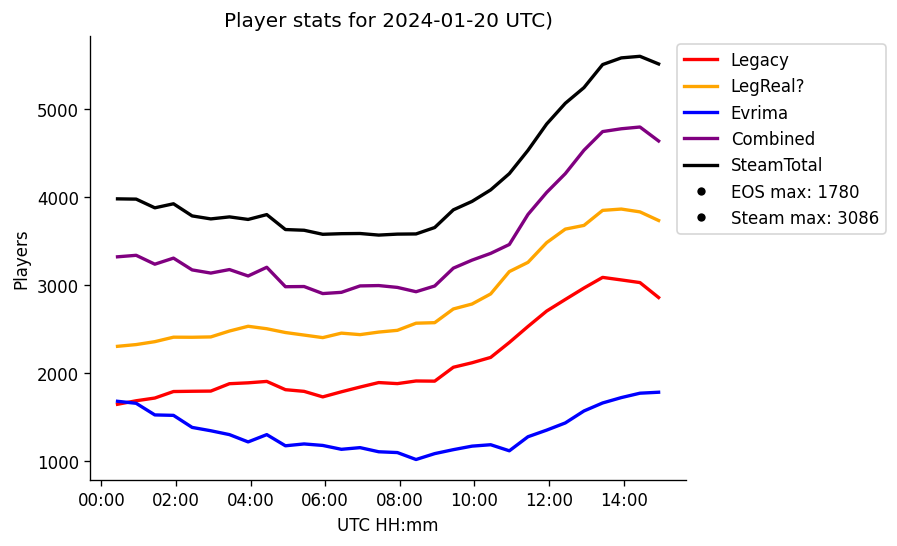 Player stats for 2024-01-20 UTC)
Legacy
LegReal?
Evrima
Combined
SteamTotal
EOS max: 1780
Steam max: 3086
Players
5000
4000
3000
2000
1000
00:00 02:00 04:00 06:00 08:00 10:00 12:00 14:00
UTC HH:mm